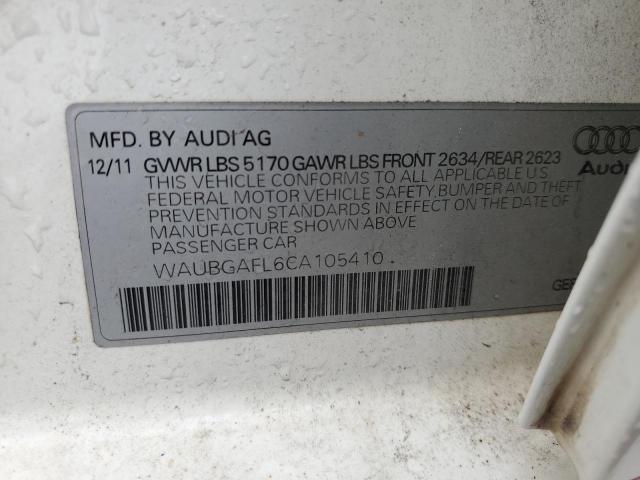 MFD. BY AUDI AG
12/11 GVWR LBS 5170 GAWR LBS FRONT 2634/REAR 2623
THIS VEHICLE CONFORMS TO ALL APPLICABLE U.S
FEDERAL MOTOR VEHICLE SAFETY,BUMPER AND THEFT
PREVENTION STANDARDS IN EFFECT ON THE DATE OF
MANUFACTURE SHOWN ABOVE
PASSENGER CAR
WAUBGAFL6CA105410
Audi